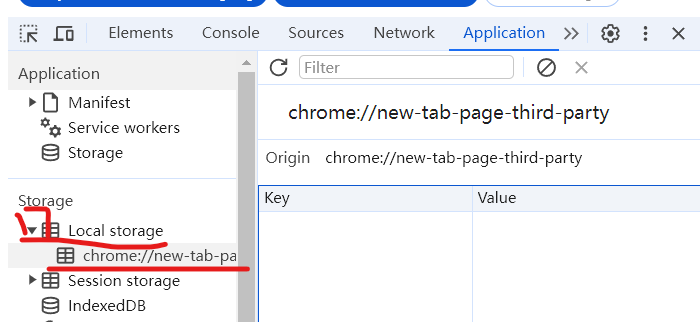 Elements
Console
Sources
Network
Application
Application
Filter
Manifest
Service workers
Storage
chrome://new-tab-page-third-party
Origin chrome://new-tab-page-third-party
Storage
Key
Value
Local storage
chrome://new-tab-pa
Session storage
IndexedDB